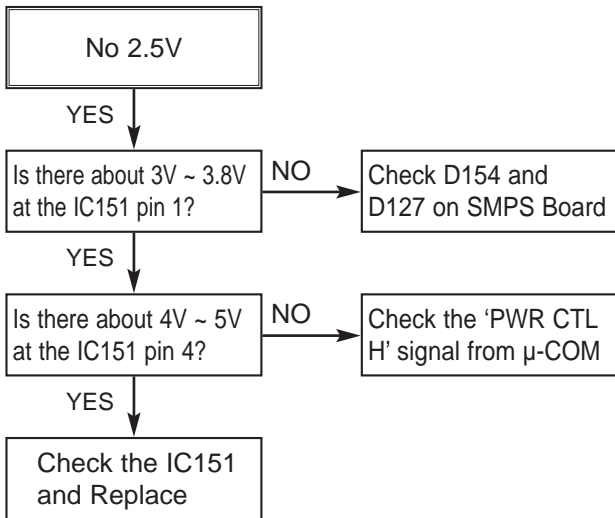 No 2.5V
YES
Is there about 3V ~ 3.8V
at the IC151 pin 1?
NO
Check D154 and
D127 on SMPS Board
YES
Is there about 4V ~ 5V
at the IC151 pin 4?
NO
Check the ‘PWR CTL
H’ signal from µ-COM
YES
Check the IC151
and Replace